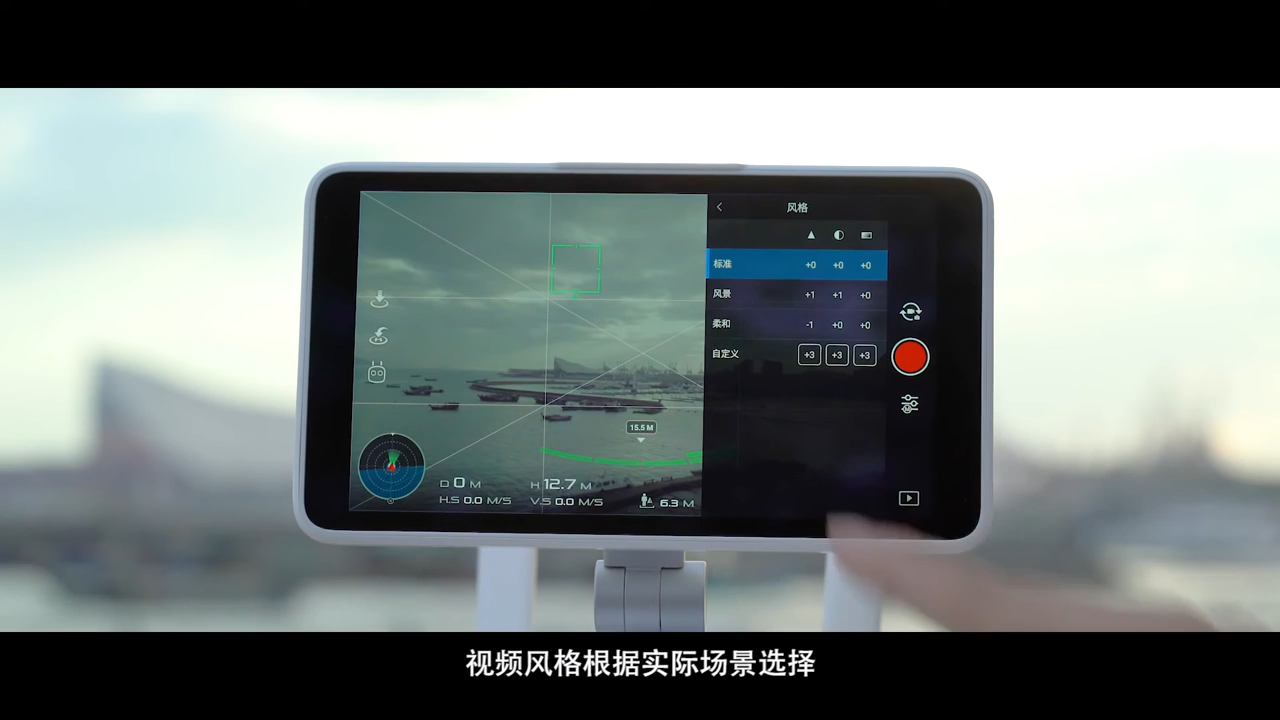 风格
标准 +0 +0 +0
风景 +1 +1 +0
柔和 -1 +0 +0
自定义 +3 +3 +3
15.5 M
D 0 M
H 12.7 M
H.S 0.0 M/S
V.S 0.0 M/S
6.3 M
视频风格根据实际场景选择